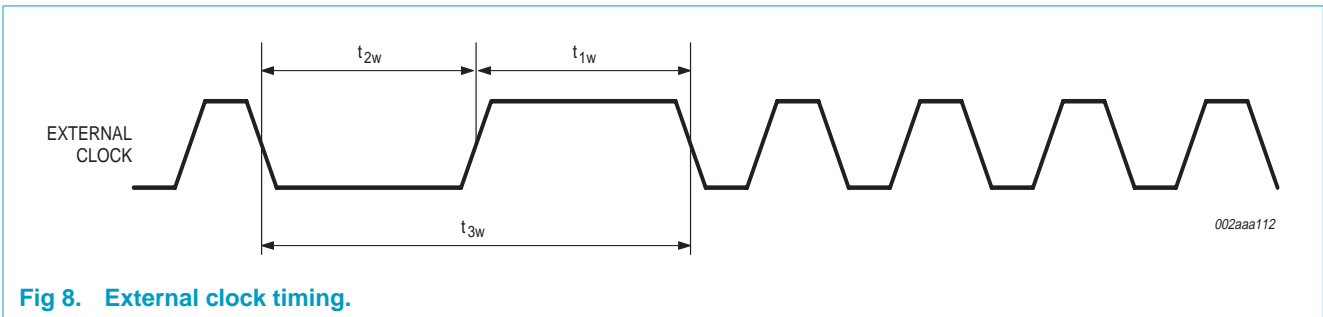 t2w
t1w
EXTERNAL
CLOCK
t3w
002aaa112
Fig 8. External clock timing.